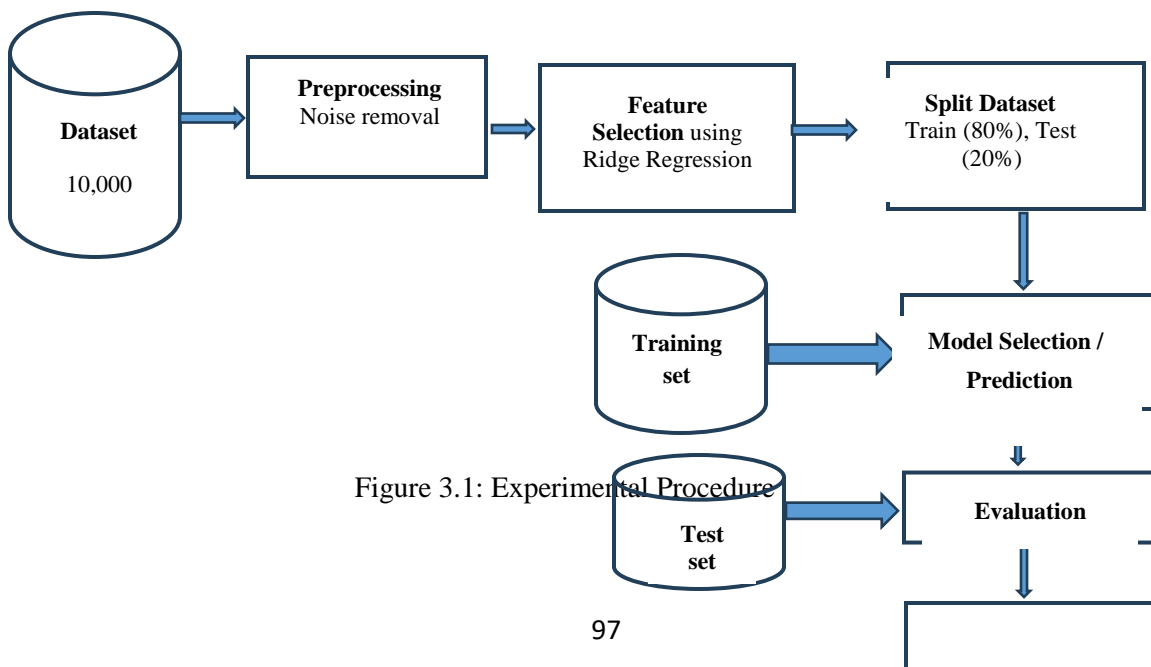 Dataset
10,000
Preprocessing
Noise removal
Feature
Selection using
Ridge Regression
Split Dataset
Train (80%), Test
(20%)
Training
set
Model Selection /
Prediction
Figure 3.1: Experimental Procedure
Test
set
Evaluation
97